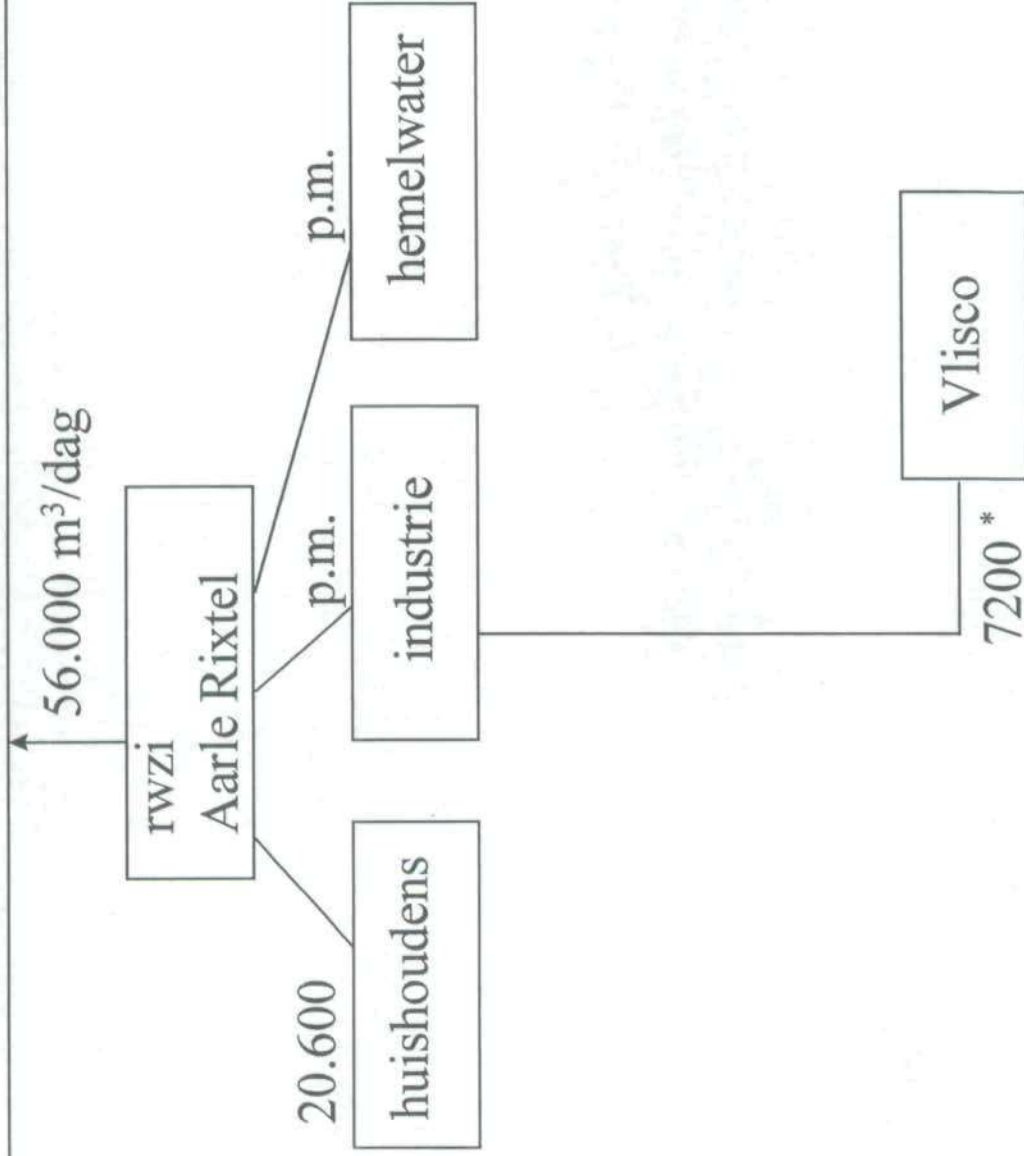 56.000 m³/dag
rwzi
Aarle Rixtel
20.600
p.m.
p.m.
huishoudens
industrie
hemelwater
7200 *
Vlisco